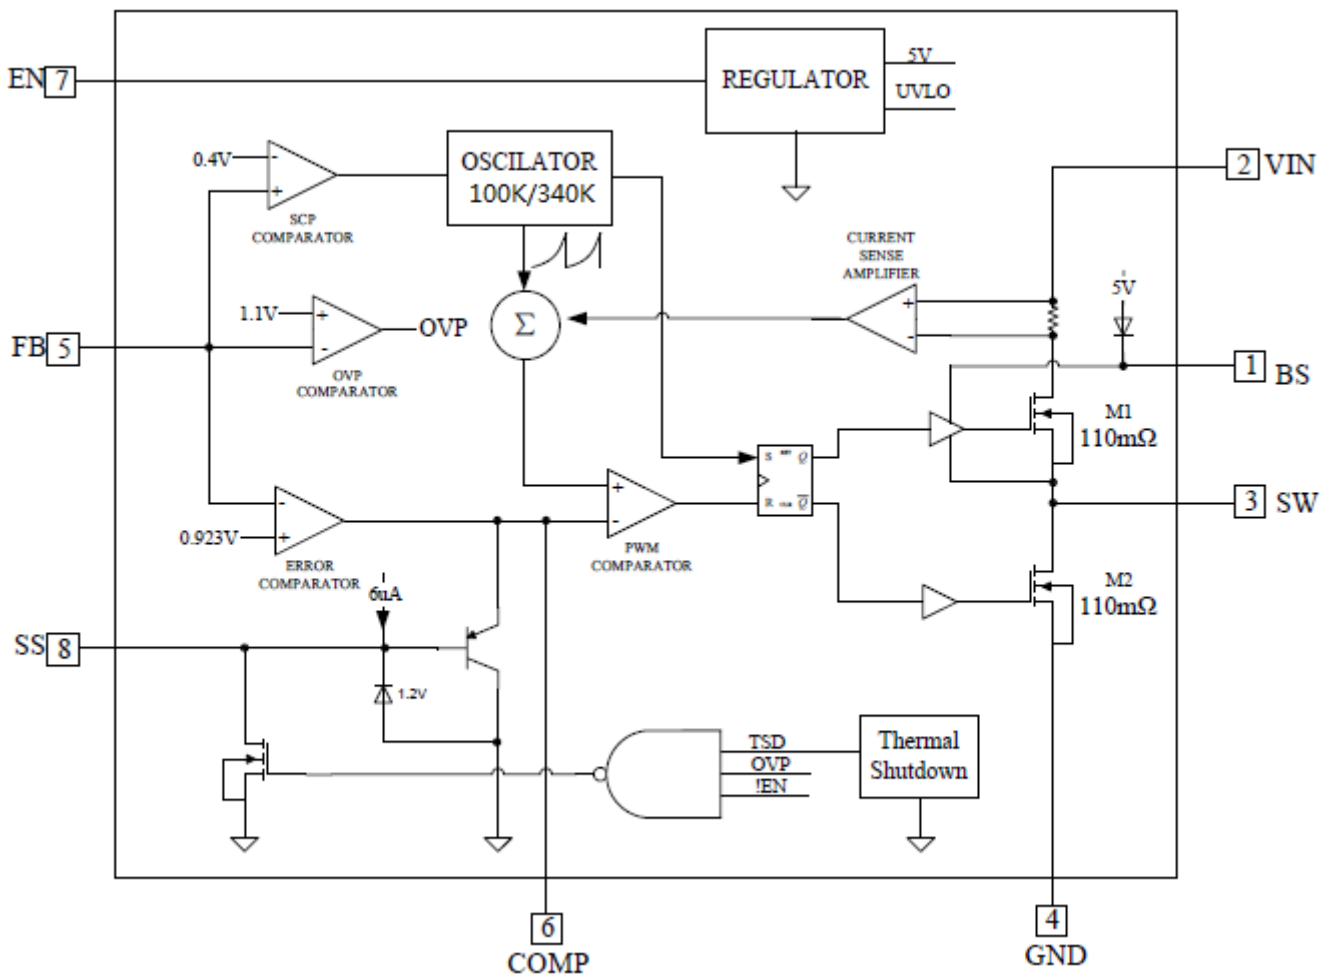 EN 7
REGULATOR
5V
UVLO
0.4V
-
+
SCP
COMPARATOR
OSCILATOR
100K/340K
2 VIN
CURRENT
SENSE
AMPLIFIER
+
-
5V
1.1V
+
-
OVP
OVP
COMPARATOR
Σ
FB 5
1 BS
M1
110mΩ
S
Q
R
Q
3 SW
-
0.923V
+
ERROR
COMPARATOR
+
-
PWM
COMPARATOR
6uA
M2
110mΩ
SS 8
1.2V
TSD
OVP
!EN
Thermal
Shutdown
6
COMP
4
GND